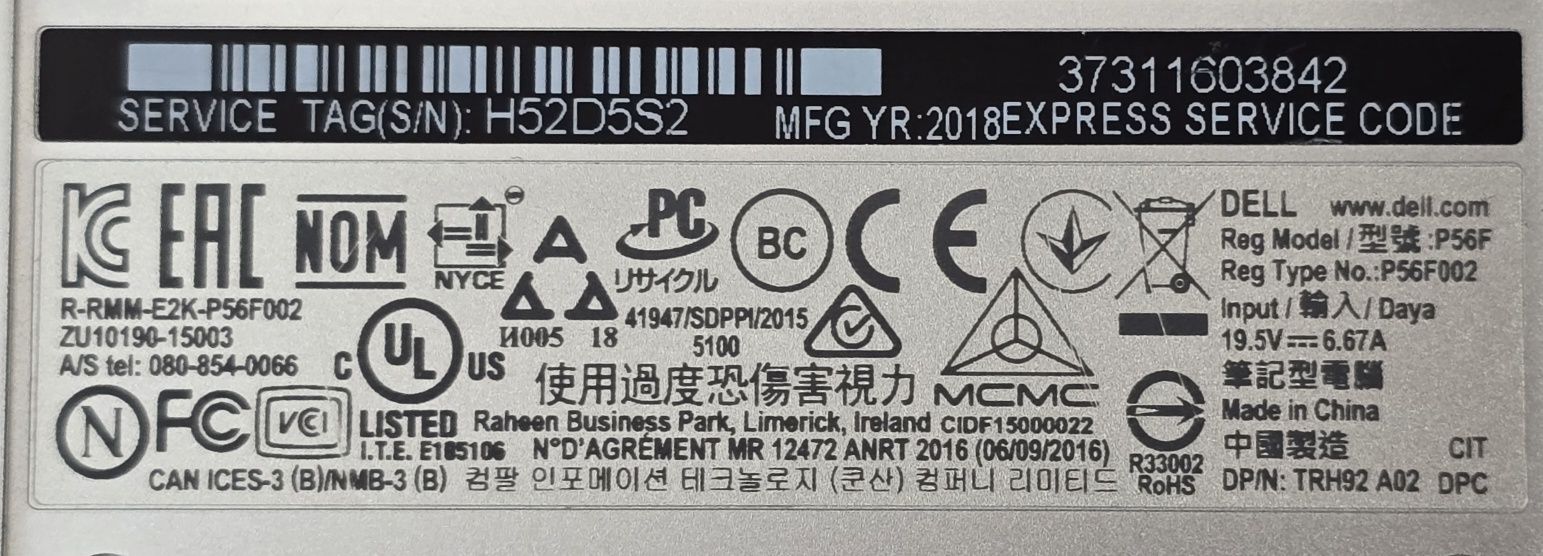 37311603842
SERVICE TAG(S/N): H52D5S2 MFG YR:2018 EXPRESS SERVICE CODE
EAC NOM NYCE PC BC CE DELL www.dell.com
Reg Model / 型號 :P56F
リサイクル Reg Type No.:P56F002
R-RMM-E2K-P56F002 Input / 輸入 / Daya
ZU10190-15003 C UL US И005 18 41947/SDPPI/2015 19.5V⎓6.67A
5100
A/S tel: 080-854-0066 使用過度恐傷害視力 MCMC 筆記型電腦
N FC VCI LISTED Raheen Business Park, Limerick, Ireland CIDF15000022 Made in China
I.T.E. E185106 N°D'AGRÉMENT MR 12472 ANRT 2016 (06/09/2016) 中國製造 CIT
CAN ICES-3 (B)/NMB-3 (B) 컴팔 인포메이션 테크놀로지 (쿤산) 컴퍼니 리미티드 R33002
RoHS DP/N: TRH92 A02 DPC